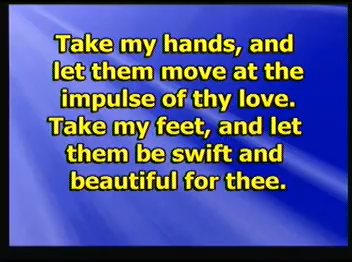 Take my hands, and
let them move at the
impulse of thy love.
Take my feet, and let
them be swift and
beautiful for thee.